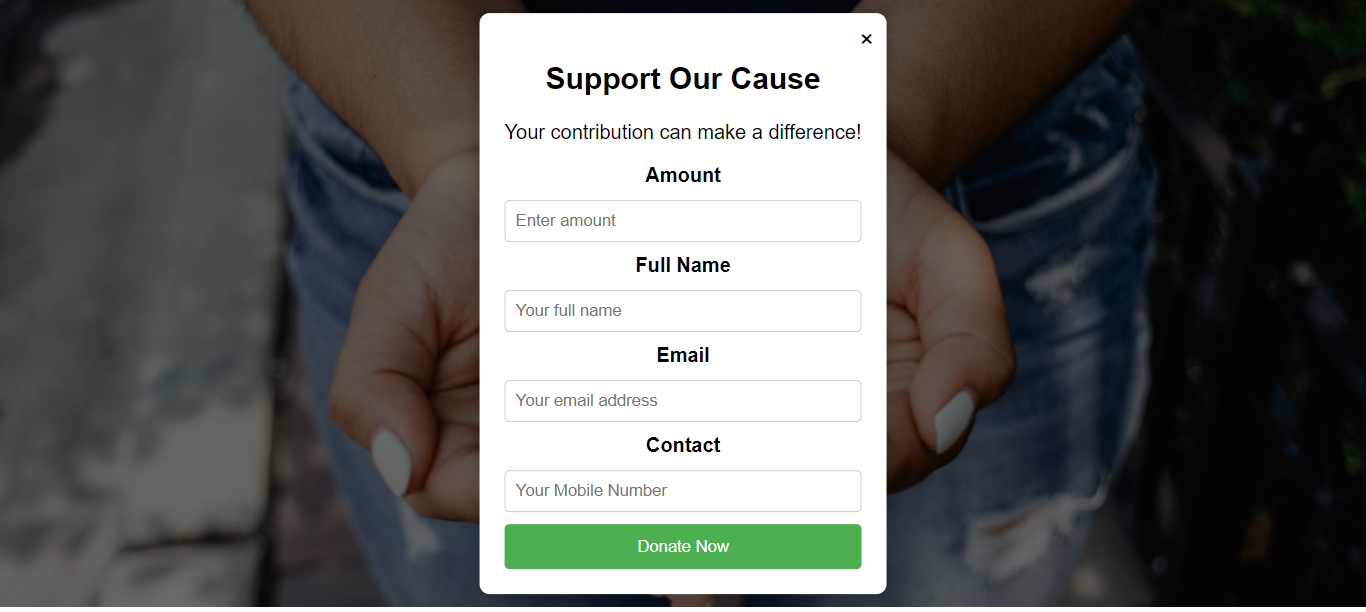 ×
Support Our Cause
Your contribution can make a difference!
Amount
Enter amount
Full Name
Your full name
Email
Your email address
Contact
Your Mobile Number
Donate Now